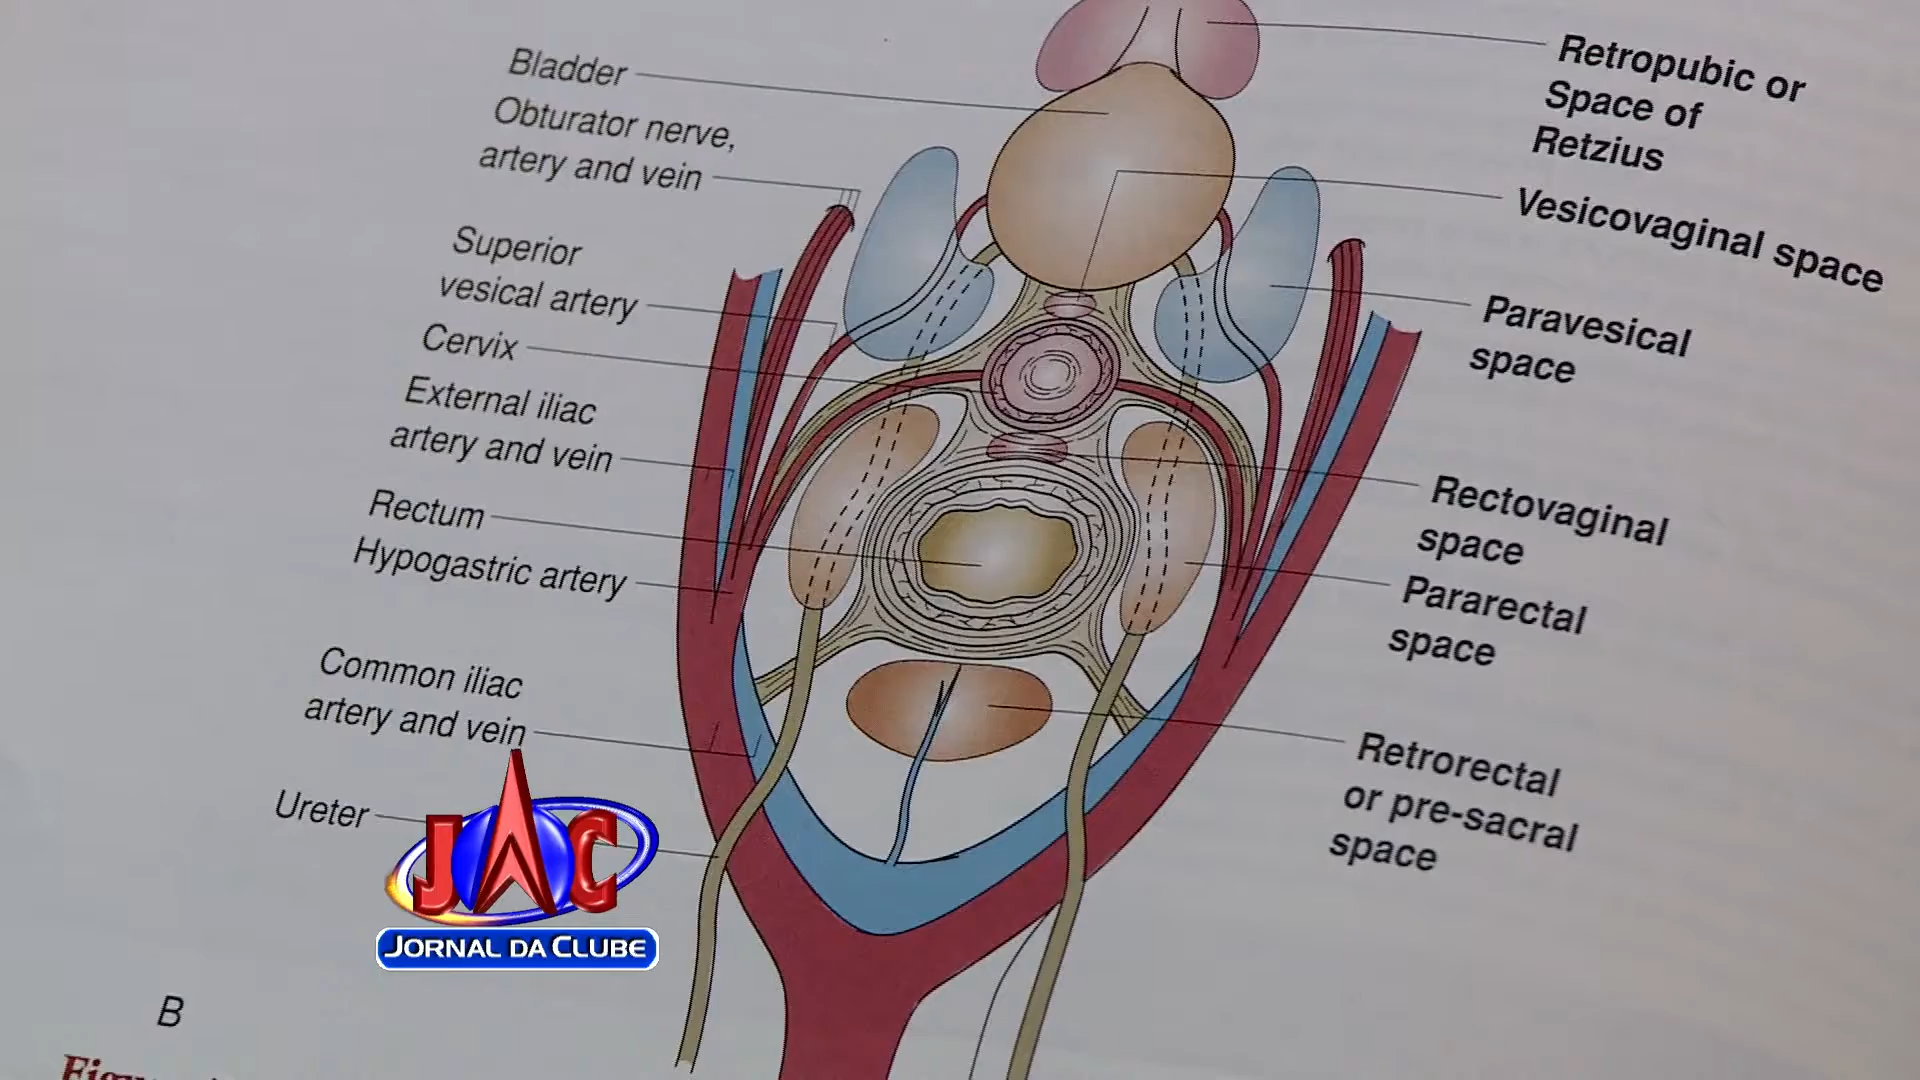 Bladder
Obturator nerve,
artery and vein
Superior
vesical artery
Cervix
External iliac
artery and vein
Rectum
Hypogastric artery
Common iliac
artery and vein
Ureter
Retropubic or
Space of
Retzius
Vesicovaginal space
Paravesical
space
Rectovaginal
space
Pararectal
space
Retrorectal
or pre-sacral
space
JAC
JORNAL DA CLUBE
B